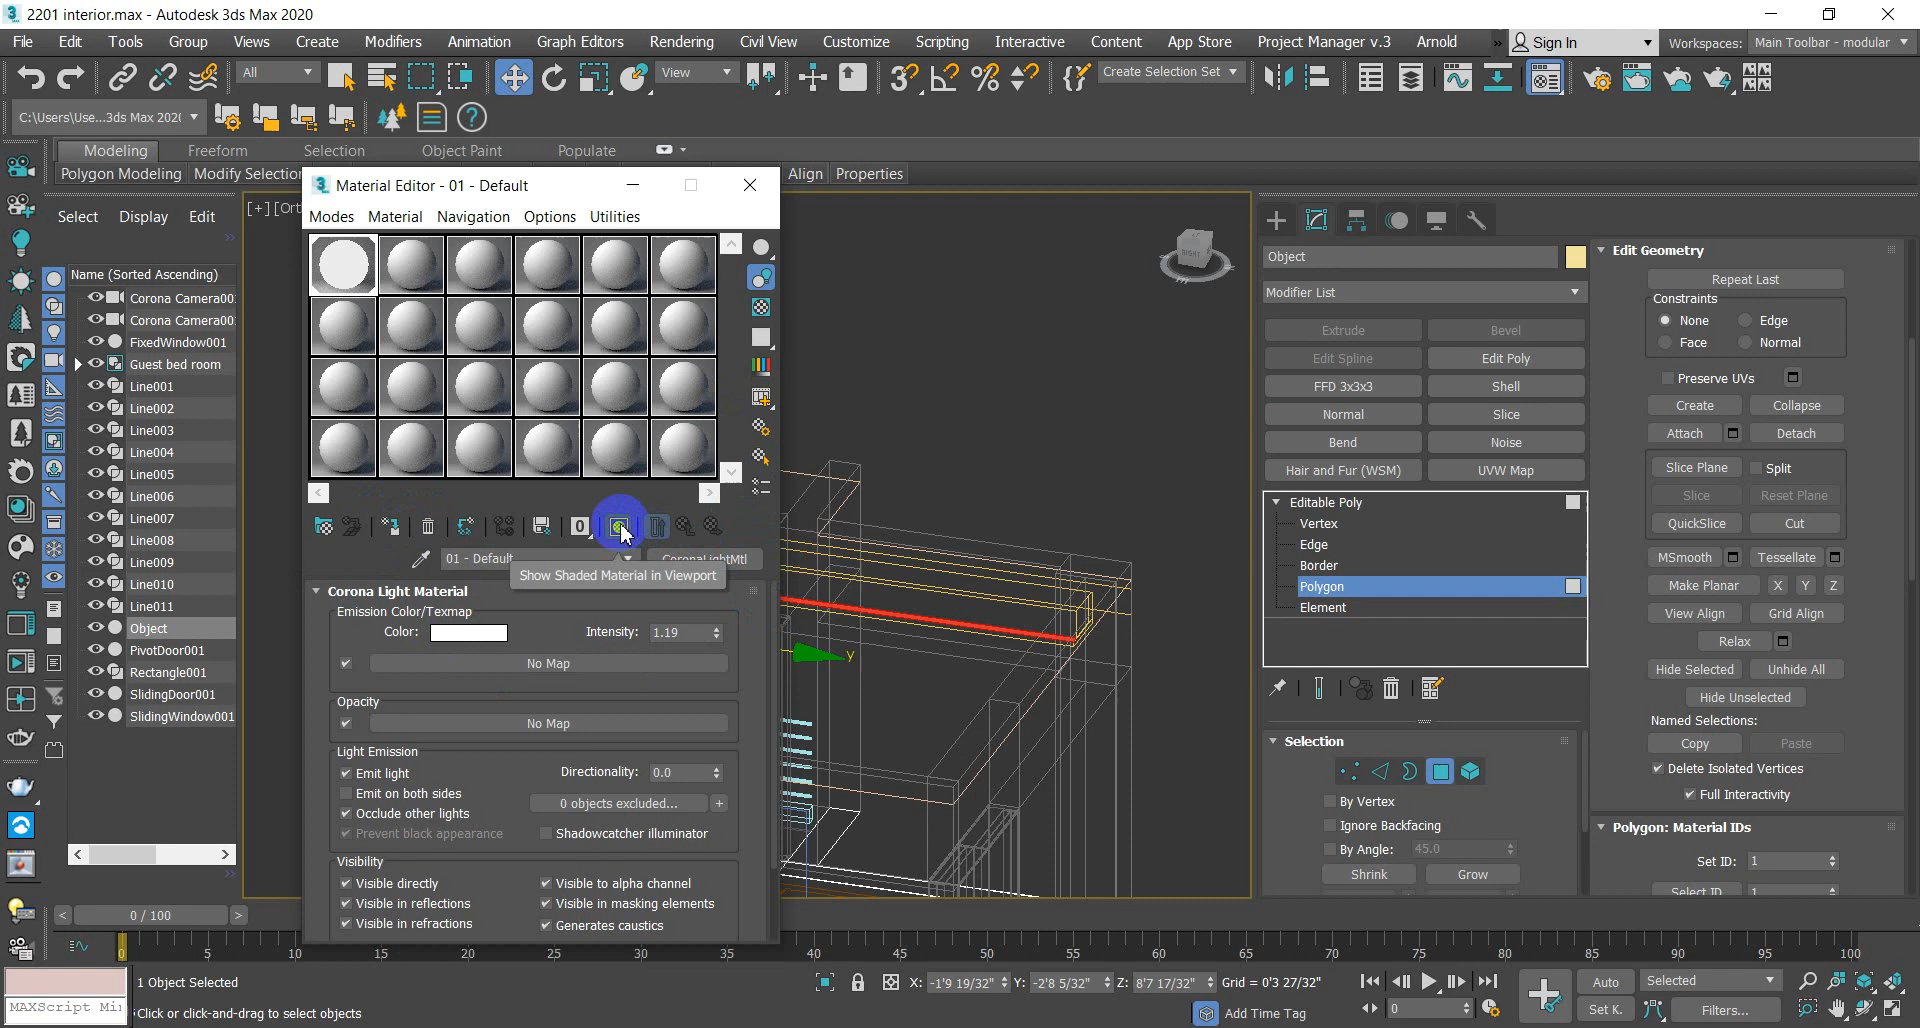 2201 interior.max - Autodesk 3ds Max 2020
File Edit Tools Group Views Create Modifiers Animation Graph Editors Rendering Civil View Customize Scripting Interactive Content App Store Project Manager v.3 Arnold » Sign In Workspaces: Main Toolbar - modular
All View Create Selection Set
C:\Users\Use...3ds Max 202(
Modeling Freeform Selection Object Paint Populate
Polygon Modeling Modify Selection Align Properties
Material Editor - 01 - Default
Modes Material Navigation Options Utilities
Select Display Edit
[+] [Ort
Name (Sorted Ascending)
Corona Camera00
Corona Camera00
FixedWindow001
Guest bed room
Line001
Line002
Line003
Line004
Line005
Line006
Line007
Line008
Line009
Line010
Line011
Object
PivotDoor001
Rectangle001
SlidingDoor001
SlidingWindow001
0
01 - Default CoronaLightMtl
Show Shaded Material in Viewport
Corona Light Material
Emission Color/Texmap
Color: Intensity: 1.19
No Map
Opacity
No Map
Light Emission
Emit light Directionality: 0.0
Emit on both sides 0 objects excluded... +
Occlude other lights
Prevent black appearance Shadowcatcher illuminator
Visibility
Visible directly Visible to alpha channel
Visible in reflections Visible in masking elements
Visible in refractions Generates caustics
RIGHT
y
Object
Modifier List
Extrude Bevel
Edit Spline Edit Poly
FFD 3x3x3 Shell
Normal Slice
Bend Noise
Hair and Fur (WSM) UVW Map
Editable Poly
Vertex
Edge
Border
Polygon
Element
Selection
By Vertex
Ignore Backfacing
By Angle: 45.0
Shrink Grow
Edit Geometry
Repeat Last
Constraints
None Edge
Face Normal
Preserve UVs
Create Collapse
Attach Detach
Slice Plane Split
Slice Reset Plane
QuickSlice Cut
MSmooth Tessellate
Make Planar X Y Z
View Align Grid Align
Relax
Hide Selected Unhide All
Hide Unselected
Named Selections:
Copy Paste
Delete Isolated Vertices
Full Interactivity
Polygon: Material IDs
Set ID: 1
Select ID 1
< 0 / 100 >
0 5 10 15 20 25 30 35 40 45 50 55 60 65 70 75 80 85 90 95 100
MAXScript Mi
1 Object Selected
Click or click-and-drag to select objects
X: -1'9 19/32" Y: -2'8 5/32" Z: 8'7 17/32" Grid = 0'3 27/32"
Add Time Tag
0
Auto Selected
Set K. Filters...